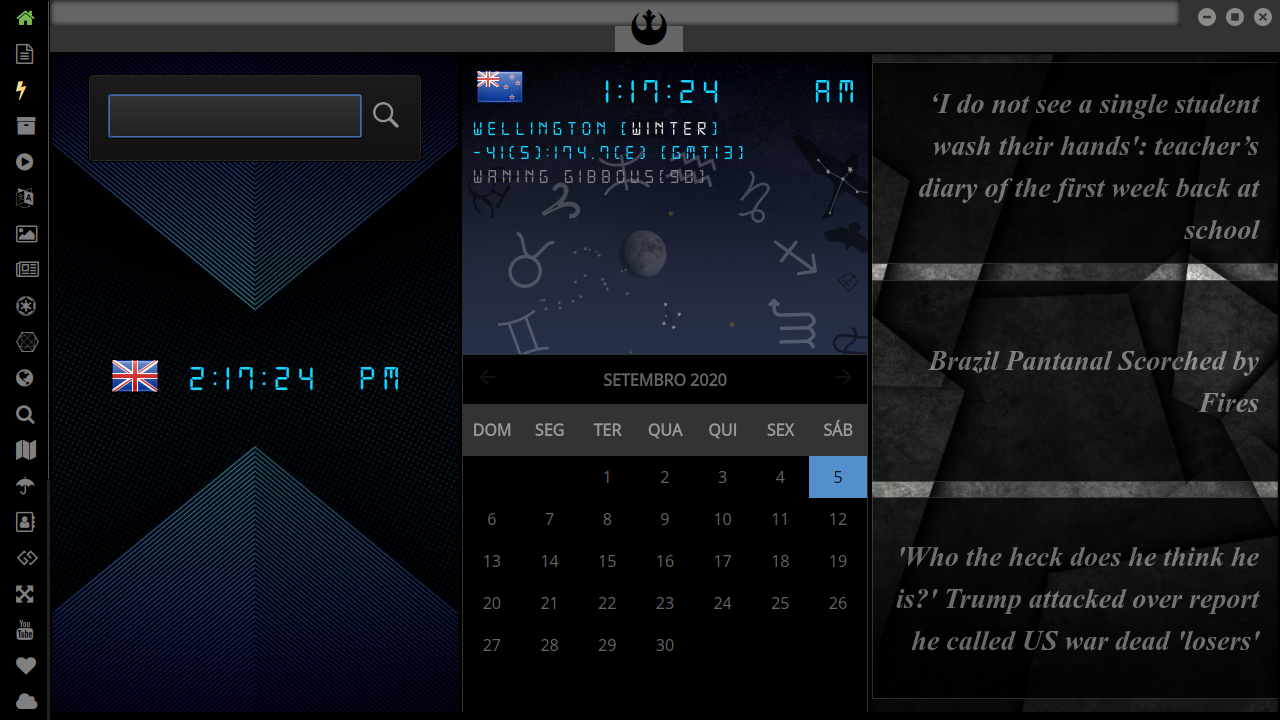 1:17:24 AM
WELLINGTON (WINTER)
-41(S):174.7(E) (GMT13)
WANING GIBBOUS(90)
2:17:24 PM
SETEMBRO 2020
DOM SEG TER QUA QUI SEX SÁB
1 2 3 4 5
6 7 8 9 10 11 12
13 14 15 16 17 18 19
20 21 22 23 24 25 26
27 28 29 30
‘I do not see a single student
wash their hands': teacher’s
diary of the first week back at
school
Brazil Pantanal Scorched by
Fires
'Who the heck does he think he
is?' Trump attacked over report
he called US war dead 'losers'
You
Tube